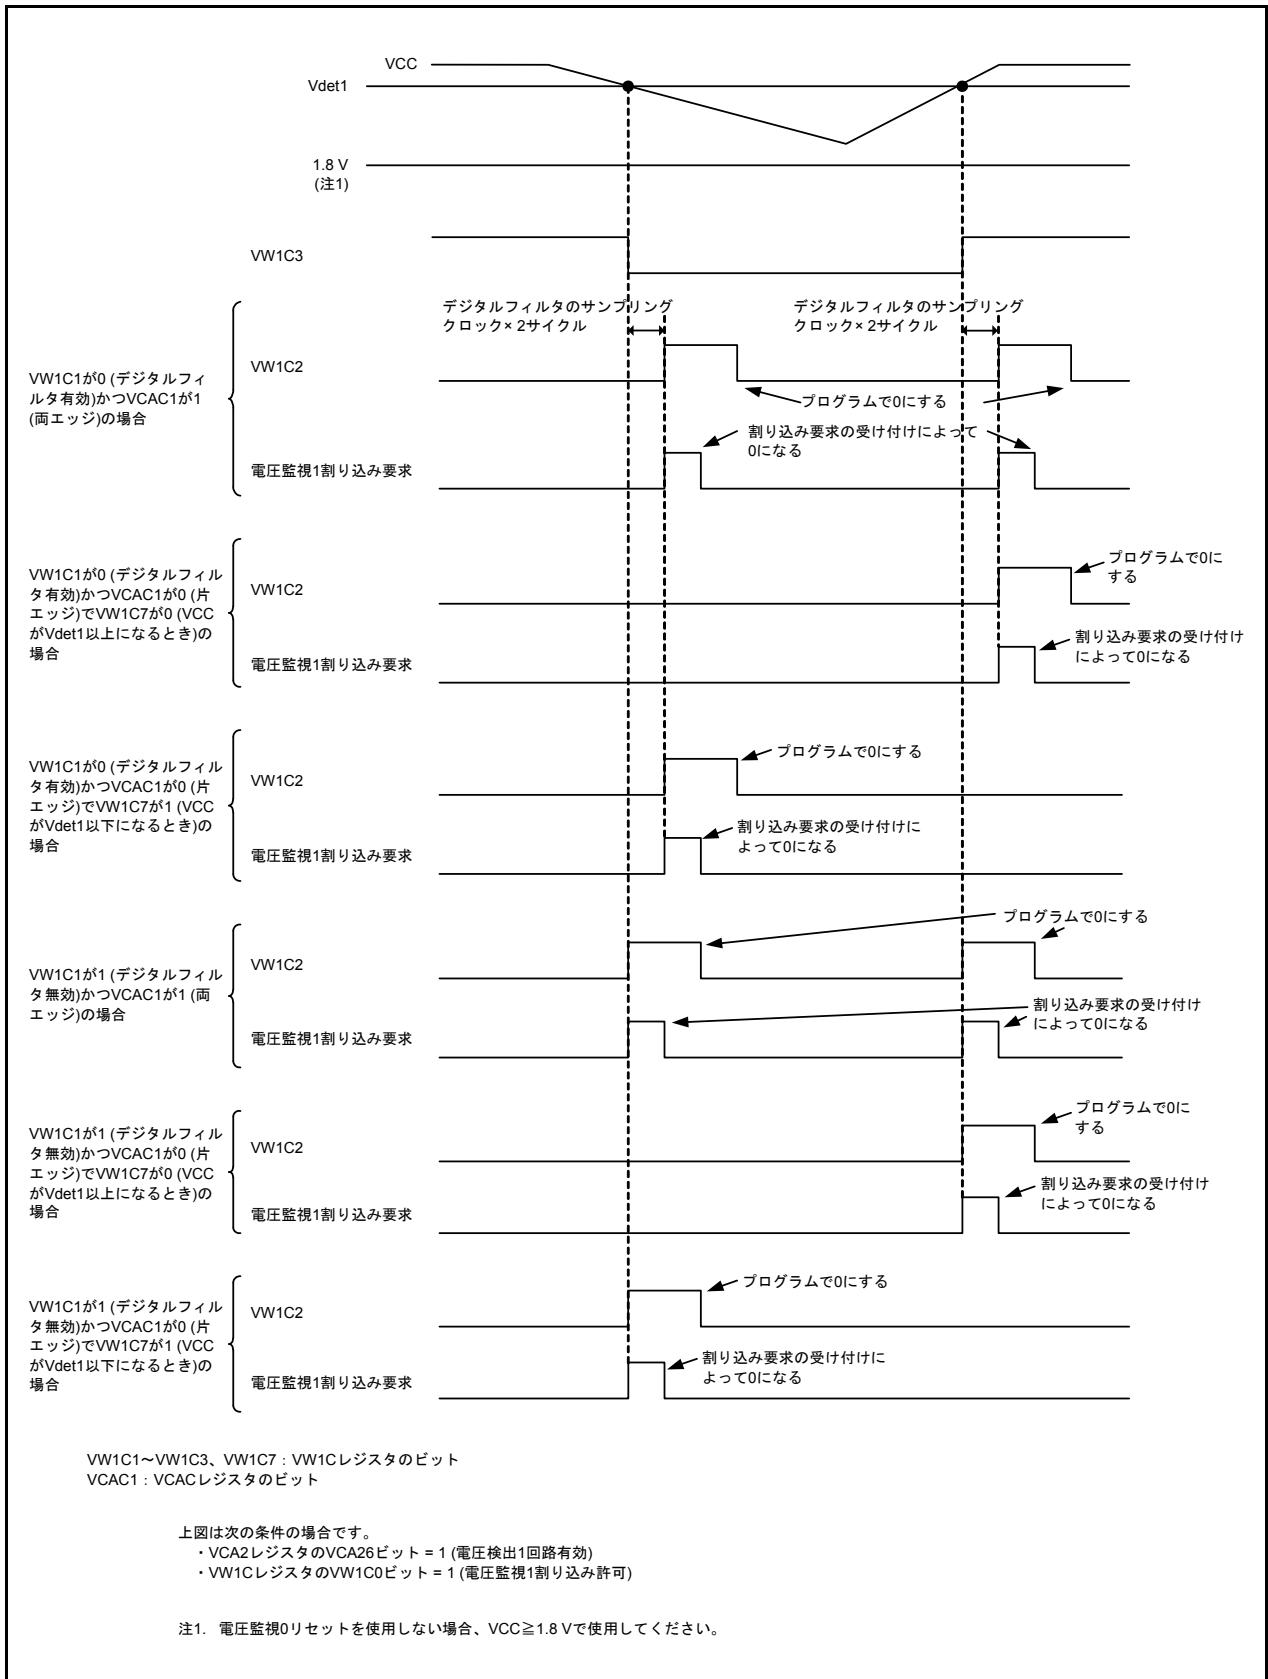 VCC
Vdet1
1.8 V
(注1)
VW1C3
デジタルフィルタのサンプリング
クロック× 2サイクル
デジタルフィルタのサンプリング
クロック× 2サイクル
VW1C1が0 (デジタルフィ
ルタ有効)かつVCAC1が1
(両エッジ)の場合
VW1C2
プログラムで0にする
割り込み要求の受け付けによって
0になる
電圧監視1割り込み要求
VW1C1が0 (デジタルフィル
タ有効)かつVCAC1が0 (片
エッジ)でVW1C7が0 (VCC
がVdet1以上になるとき)の
場合
VW1C2
プログラムで0に
する
電圧監視1割り込み要求
割り込み要求の受け付け
によって0になる
VW1C1が0 (デジタルフィル
タ有効)かつVCAC1が0 (片
エッジ)でVW1C7が1 (VCC
がVdet1以下になるとき)の
場合
VW1C2
プログラムで0にする
電圧監視1割り込み要求
割り込み要求の受け付けに
よって0になる
VW1C1が1 (デジタルフィル
タ無効)かつVCAC1が1 (両
エッジ)の場合
VW1C2
プログラムで0にする
電圧監視1割り込み要求
割り込み要求の受け付け
によって0になる
VW1C1が1 (デジタルフィル
タ無効)かつVCAC1が0 (片
エッジ)でVW1C7が0 (VCC
がVdet1以上になるとき)の
場合
VW1C2
プログラムで0に
する
電圧監視1割り込み要求
割り込み要求の受け付け
によって0になる
VW1C1が1 (デジタルフィル
タ無効)かつVCAC1が0 (片
エッジ)でVW1C7が1 (VCC
がVdet1以下になるとき)の
場合
VW1C2
プログラムで0にする
電圧監視1割り込み要求
割り込み要求の受け付けに
よって0になる
VW1C1～VW1C3、VW1C7：VW1Cレジスタのビット
VCAC1：VCACレジスタのビット
上図は次の条件の場合です。
・VCA2レジスタのVCA26ビット = 1 (電圧検出1回路有効)
・VW1CレジスタのVW1C0ビット = 1 (電圧監視1割り込み許可)
注1. 電圧監視0リセットを使用しない場合、VCC≧1.8 Vで使用してください。